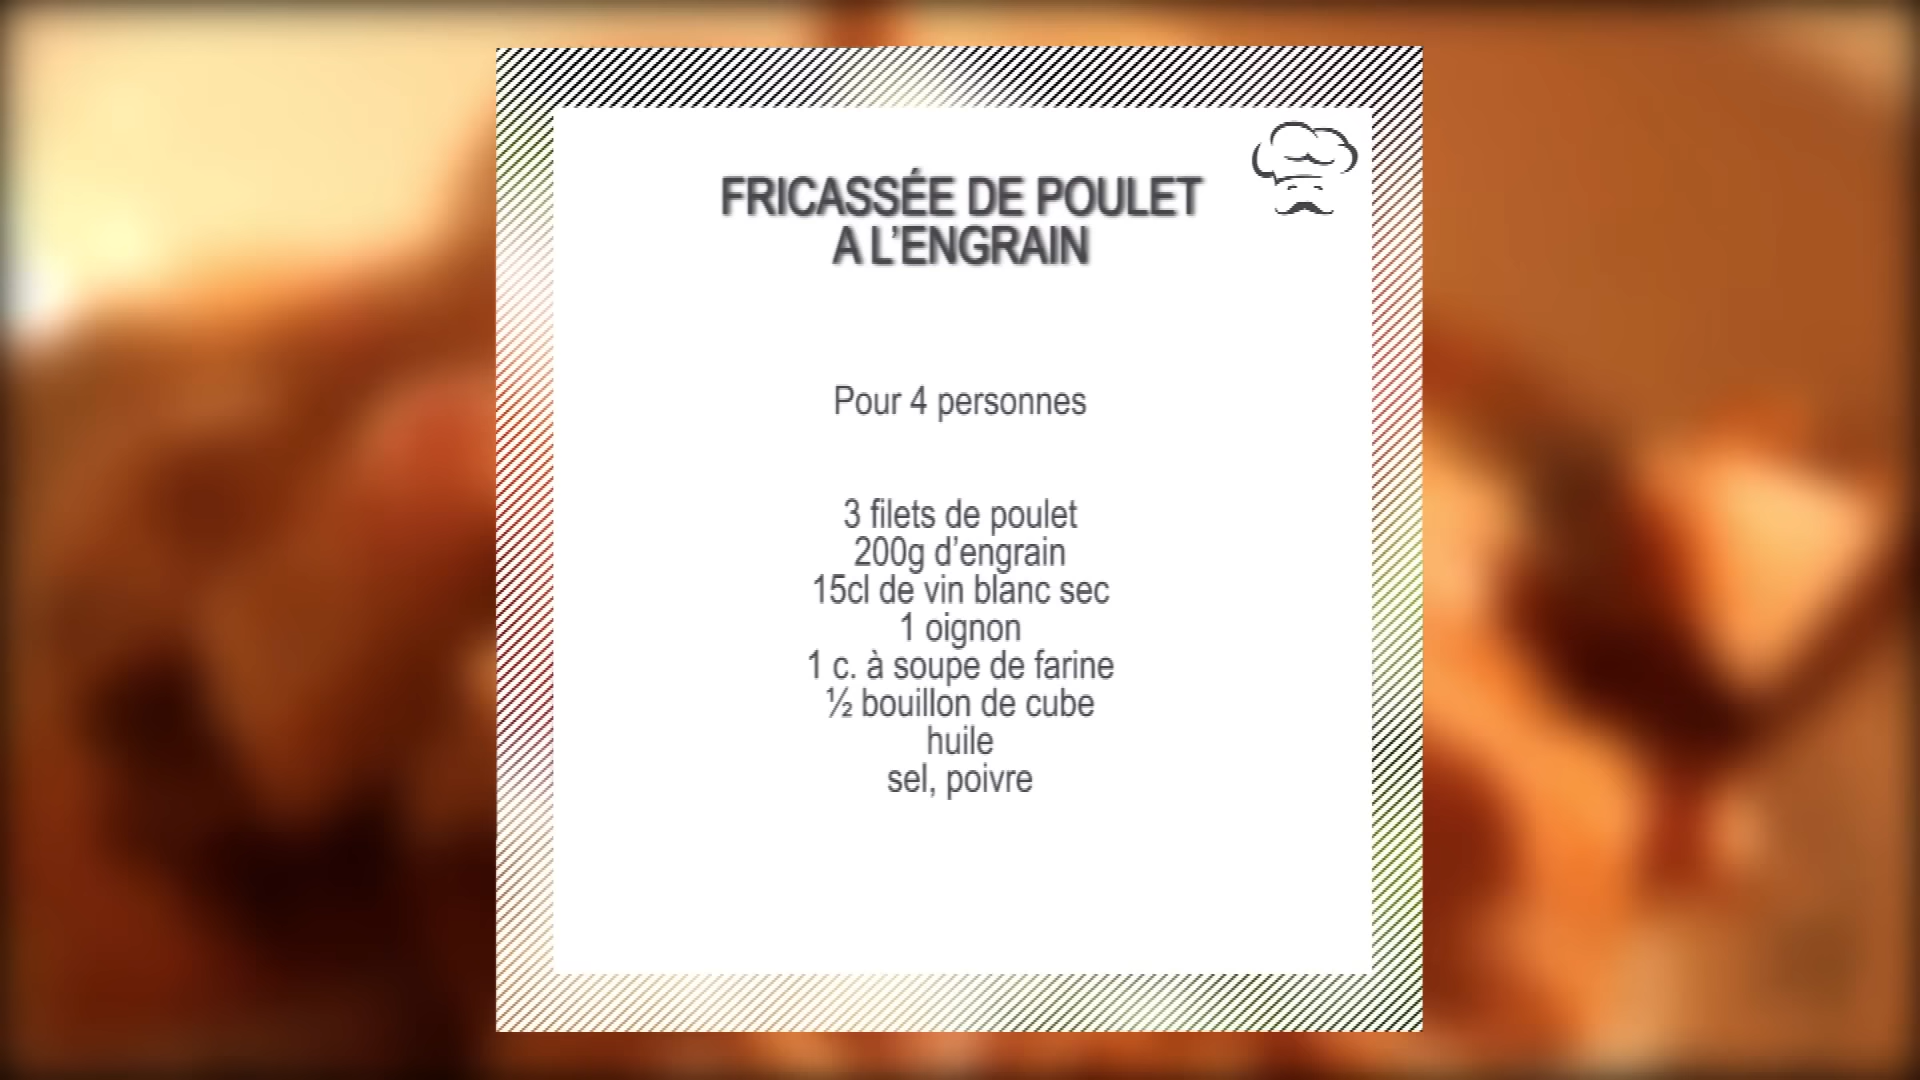 FRICASSÉE DE POULET
A L’ENGRAIN
Pour 4 personnes
3 filets de poulet
200g d’engrain
15cl de vin blanc sec
1 oignon
1 c. à soupe de farine
½ bouillon de cube
huile
sel, poivre